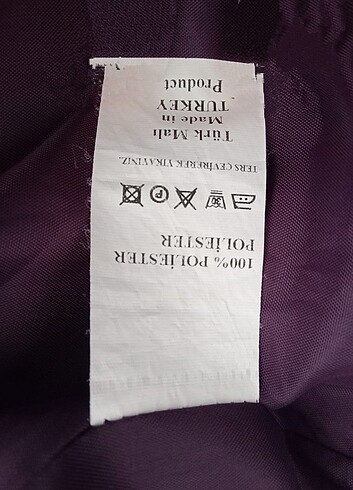 100% POLİESTER
POLİESTER
TERS ÇEVİREREK YIKAYINIZ.
Türk Malı
Made in
TURKEY
Product